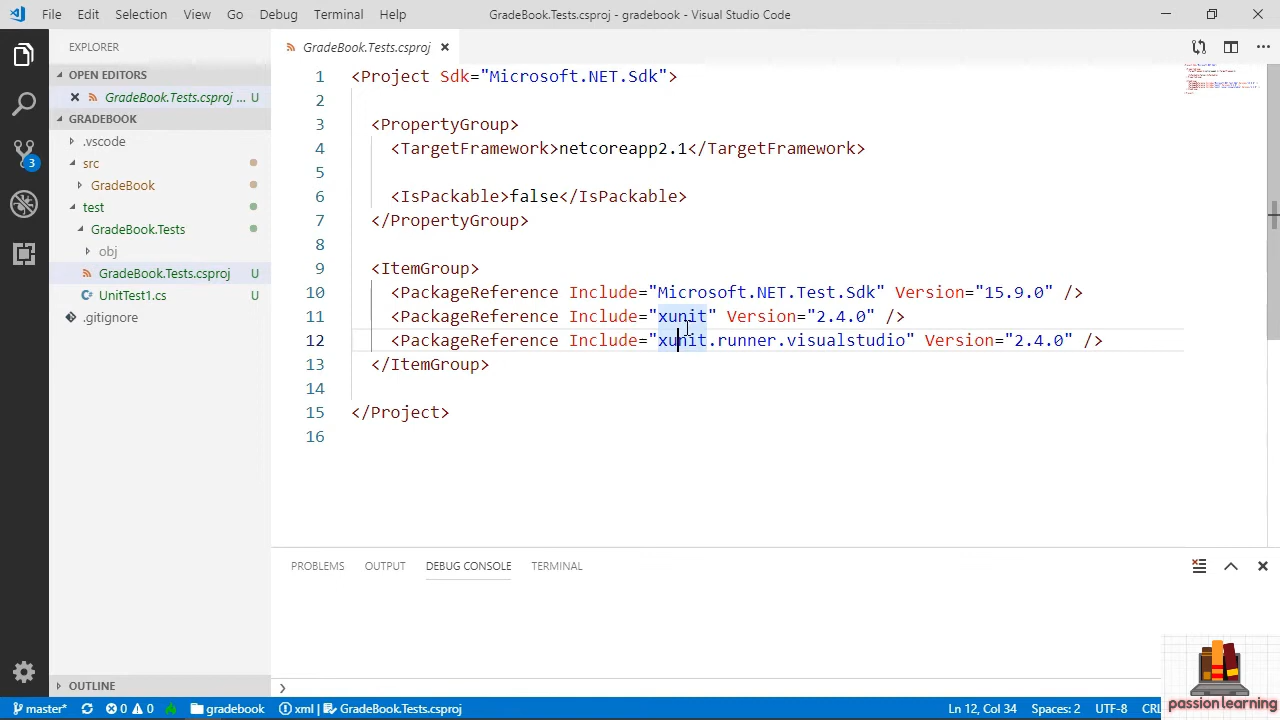 File Edit Selection View Go Debug Terminal Help GradeBook.Tests.csproj - gradebook - Visual Studio Code
EXPLORER
OPEN EDITORS
GradeBook.Tests.csproj ... U
GRADEBOOK
.vscode
src
GradeBook
test
GradeBook.Tests
obj
GradeBook.Tests.csproj U
UnitTest1.cs U
.gitignore
OUTLINE
3
GradeBook.Tests.csproj
1 <Project Sdk="Microsoft.NET.Sdk">
2
3 <PropertyGroup>
4 <TargetFramework>netcoreapp2.1</TargetFramework>
5
6 <IsPackable>false</IsPackable>
7 </PropertyGroup>
8
9 <ItemGroup>
10 <PackageReference Include="Microsoft.NET.Test.Sdk" Version="15.9.0" />
11 <PackageReference Include="xunit" Version="2.4.0" />
12 <PackageReference Include="xunit.runner.visualstudio" Version="2.4.0" />
13 </ItemGroup>
14
15 </Project>
16
PROBLEMS OUTPUT DEBUG CONSOLE TERMINAL
passionlearning
master* 0 0 gradebook xml | GradeBook.Tests.csproj Ln 12, Col 34 Spaces: 2 UTF-8 CRL